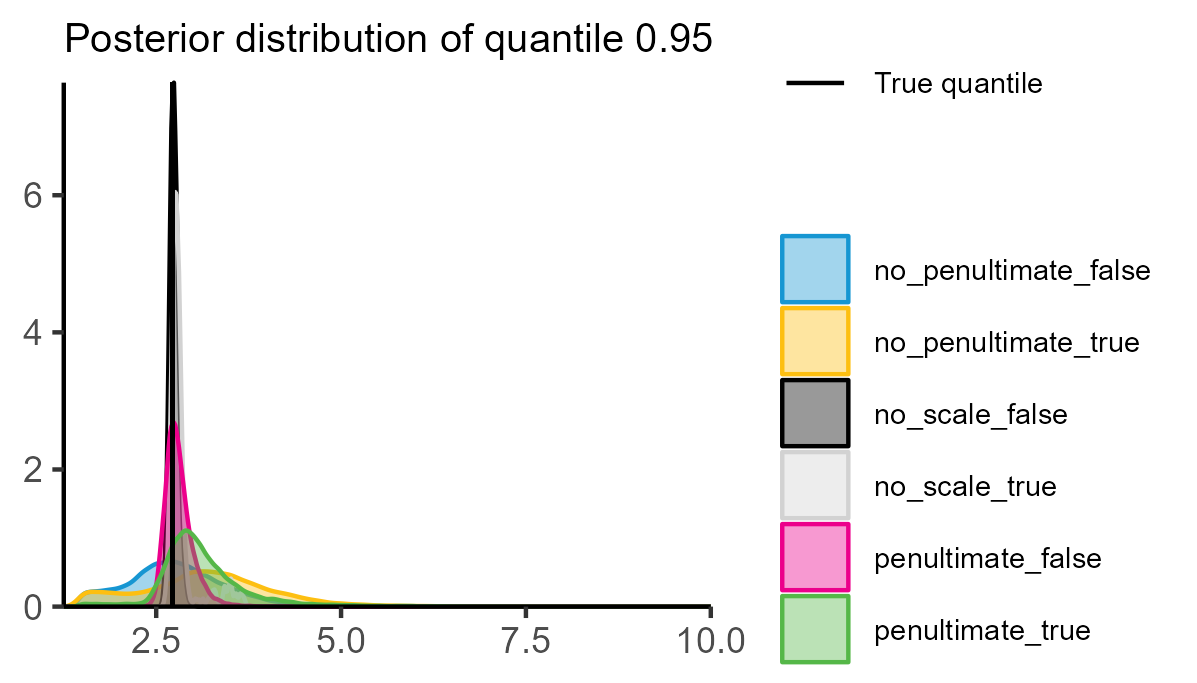 Posterior distribution of quantile 0.95
6
4
2
0
2.5
5.0
7.5
10.0
True quantile
no_penultimate_false
no_penultimate_true
no_scale_false
no_scale_true
penultimate_false
penultimate_true